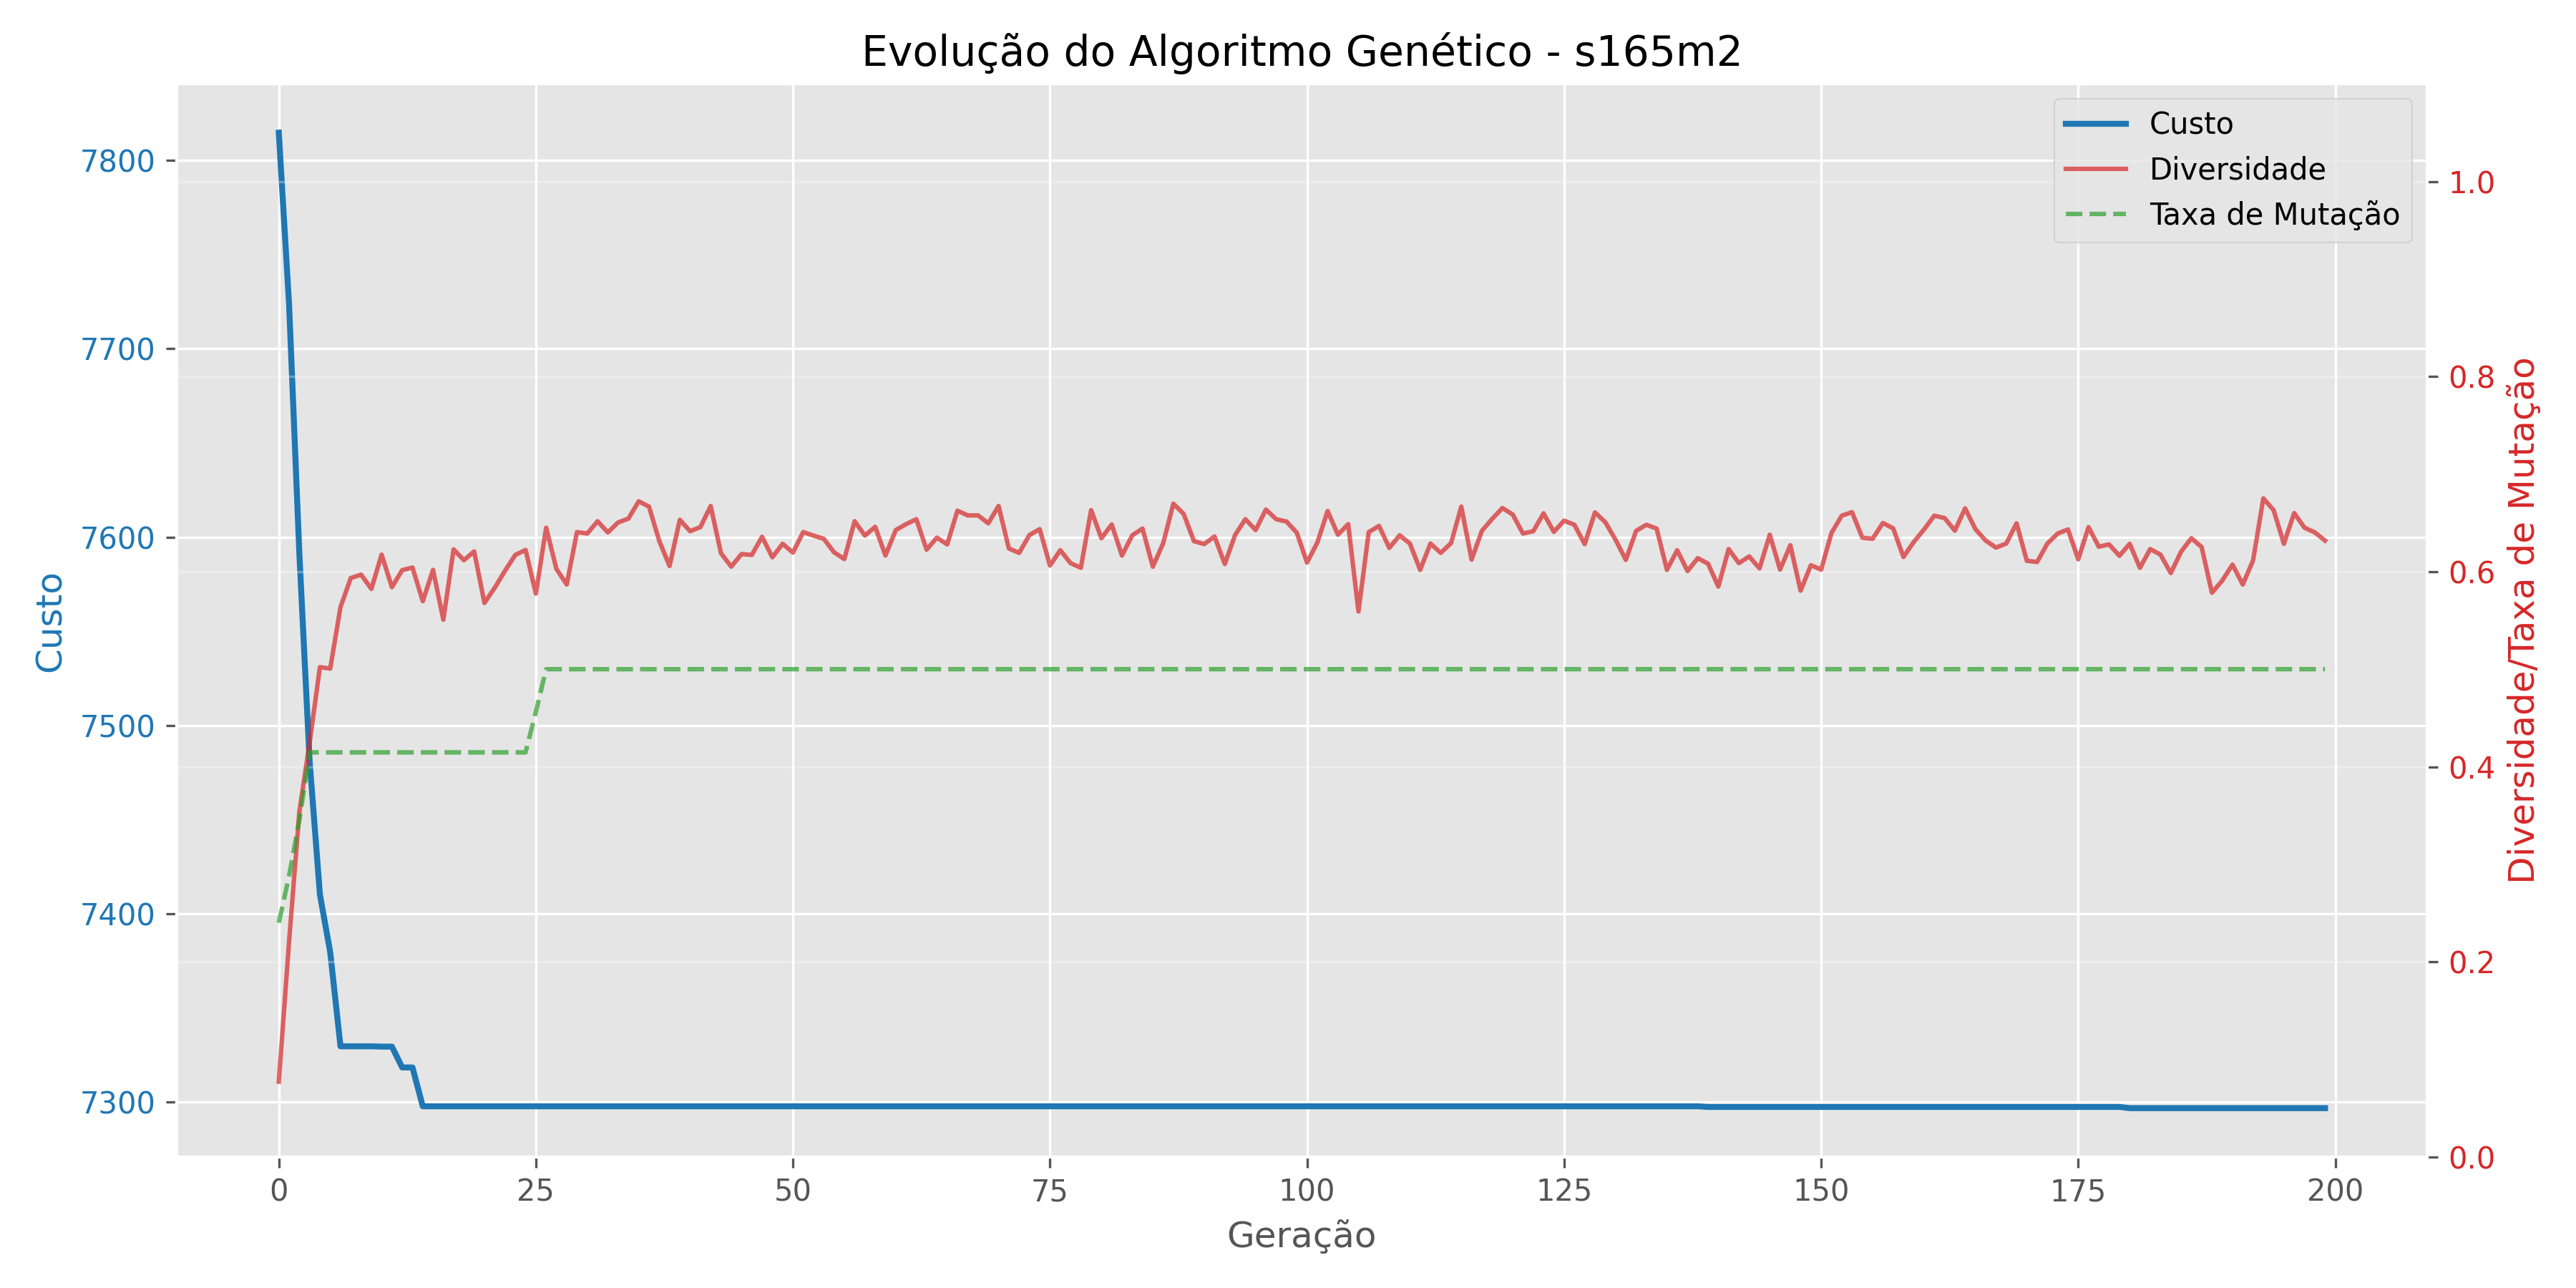 Evolução do Algoritmo Genético - s165m2
Custo
Diversidade
Taxa de Mutação
7800
7700
7600
7500
7400
7300
Custo
1.0
0.8
0.6
0.4
0.2
0.0
Diversidade/Taxa de Mutação
0 25 50 75 100 125 150 175 200
Geração